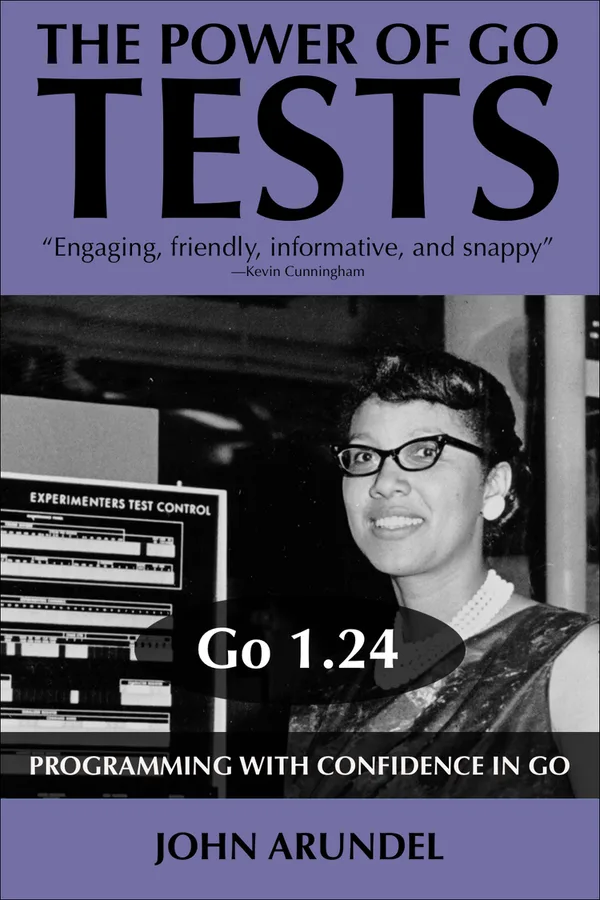 THE POWER OF GO
TESTS
“Engaging, friendly, informative, and snappy”
—Kevin Cunningham
EXPERIMENTERS TEST CONTROL
Go 1.24
PROGRAMMING WITH CONFIDENCE IN GO
JOHN ARUNDEL